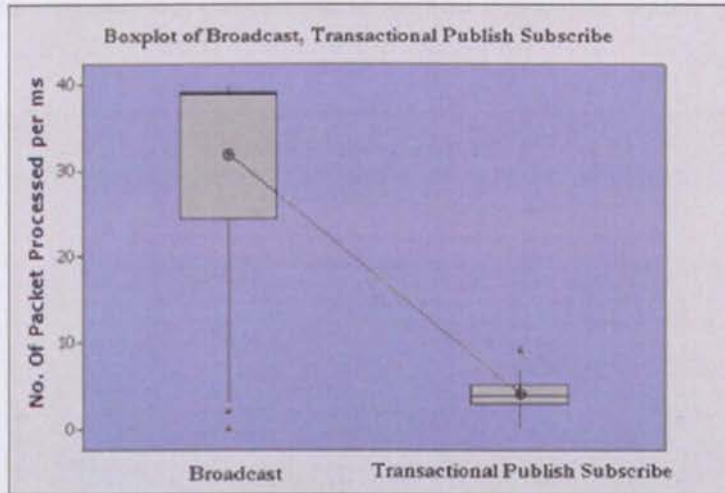 Boxplot of Broadcast, Transactional Publish Subscribe
No. Of Packet Processed per ms
40
30
20
10
0
Broadcast
Transactional Publish Subscribe